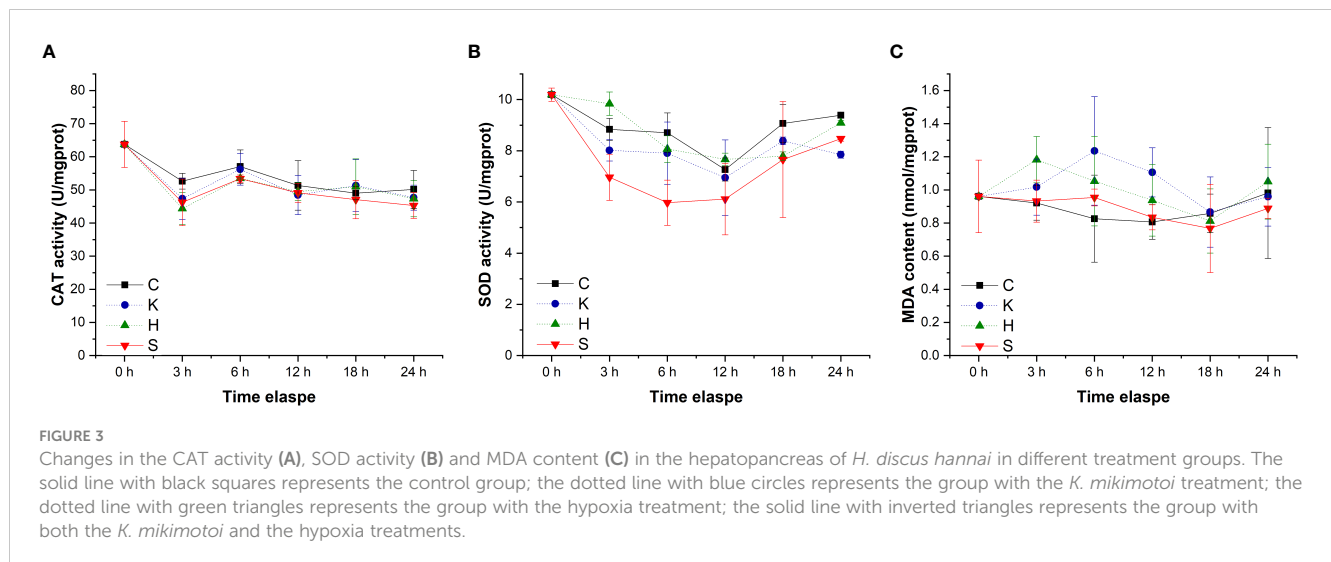 A
B
C
CAT activity (U/mgprot)
80
70
60
50
40
30
20
10
0
C
K
H
S
0 h
3 h
6 h
12 h
18 h
24 h
Time elaspe
SOD activity (U/mgprot)
10
8
6
4
2
0
C
K
H
S
0 h
3 h
6 h
12 h
18 h
24 h
Time elaspe
MDA content (nmol/mgprot)
1.6
1.4
1.2
1.0
0.8
0.6
0.4
0.2
0.0
C
K
H
S
0 h
3 h
6 h
12 h
18 h
24 h
Time elaspe
FIGURE 3
Changes in the CAT activity (A), SOD activity (B) and MDA content (C) in the hepatopancreas of H. discus hannai in different treatment groups. The
solid line with black squares represents the control group; the dotted line with blue circles represents the group with the K. mikimotoi treatment; the
dotted line with green triangles represents the group with the hypoxia treatment; the solid line with inverted triangles represents the group with
both the K. mikimotoi and the hypoxia treatments.